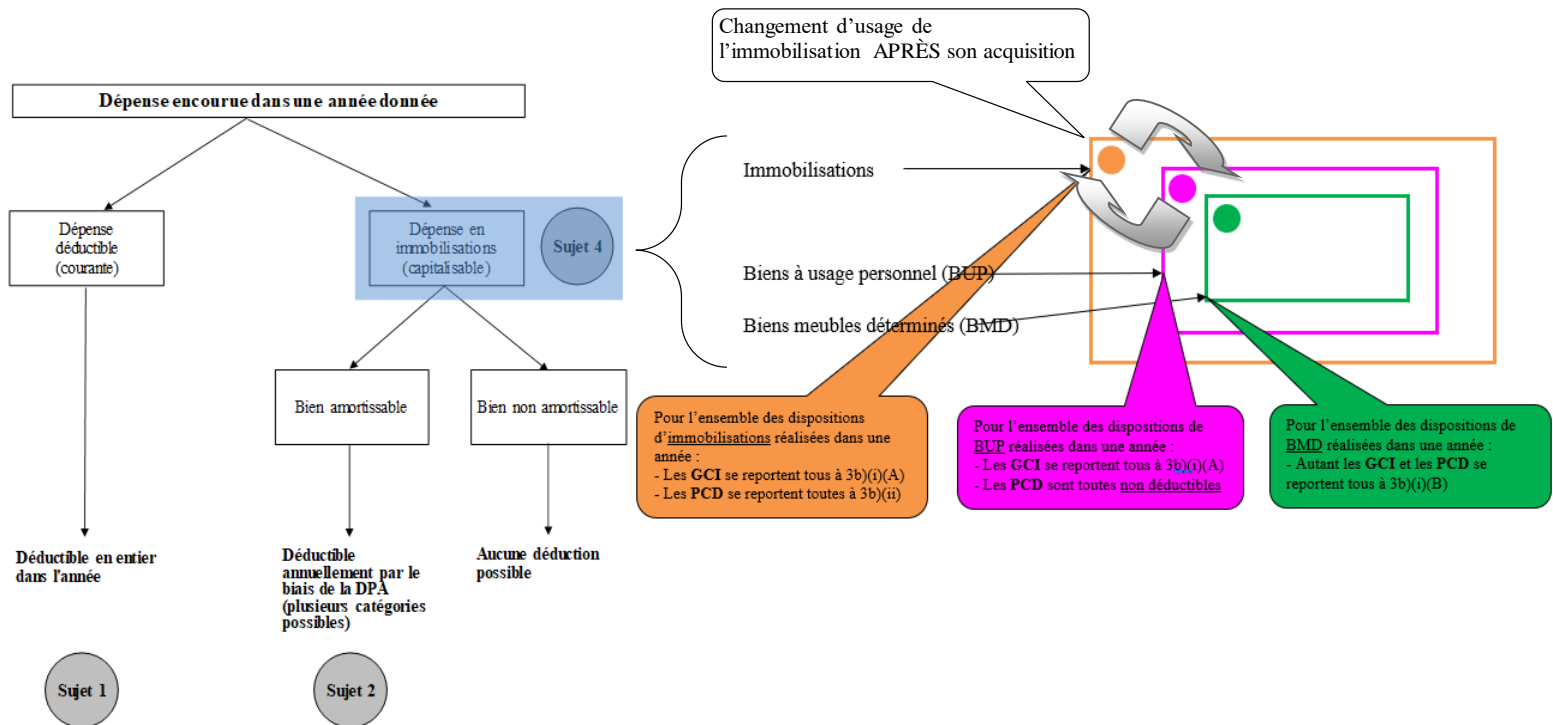 Changement d'usage de
l'immobilisation APRÈS son acquisition
Dépense encourue dans une année donnée
Dépense
déductible
(courante)
Dépense en
immobilisations
(capitalisable)
Sujet 4
Immobilisations
Biens à usage personnel (BUP)
Biens meubles déterminés (BMD)
Bien amortissable
Bien non amortissable
Pour l'ensemble des dispositions
d'immobilisations réalisées dans une
année :
- Les GCI se reportent tous à 3b)(i)(A)
- Les PCD se reportent toutes à 3b)(ii)
Pour l'ensemble des dispositions de
BUP réalisées dans une année :
- Les GCI se reportent tous à 3b)(i)(A)
- Les PCD sont toutes non déductibles
Pour l'ensemble des dispositions de
BMD réalisées dans une année :
- Autant les GCI et les PCD se
reportent tous à 3b)(i)(B)
Déductible en entier
dans l'année
Déductible
annuellement par le
biais de la DPA
(plusieurs catégories
possibles)
Aucune déduction
possible
Sujet 1
Sujet 2